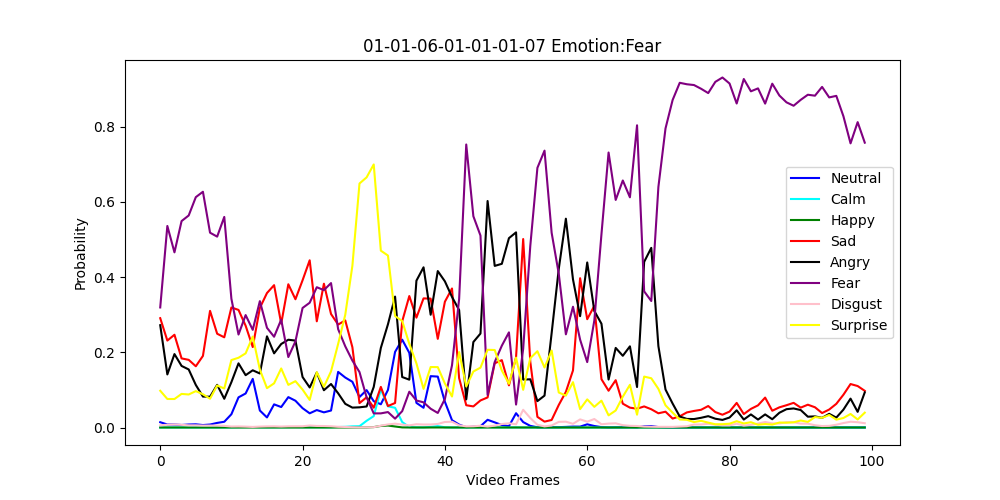 01-01-06-01-01-01-07 Emotion:Fear
Probability
0.8
0.6
0.4
0.2
0.0
Neutral
Calm
Happy
Sad
Angry
Fear
Disgust
Surprise
0 20 40 60 80 100
Video Frames